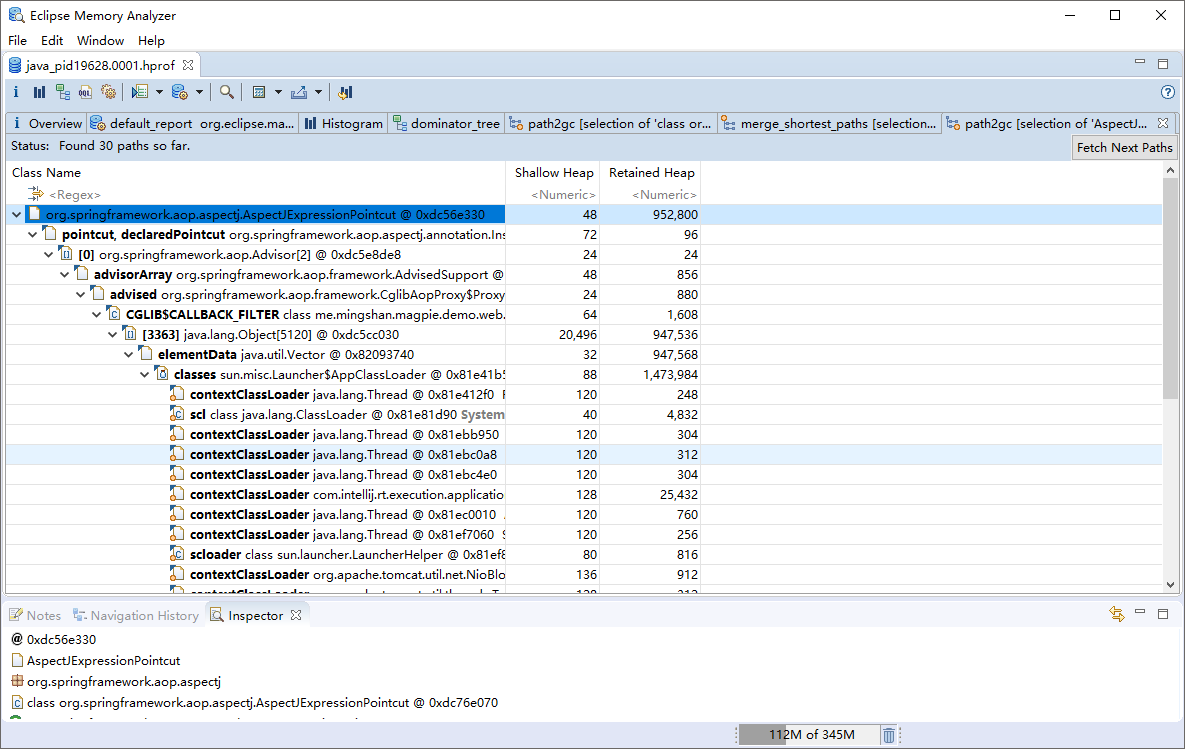 Eclipse Memory Analyzer
File Edit Window Help
java_pid19628.0001.hprof
i OQL
i Overview default_report org.eclipse.ma... Histogram dominator_tree path2gc [selection of 'class or... merge_shortest_paths [selection... path2gc [selection of 'AspectJ...
Status: Found 30 paths so far. Fetch Next Paths
Class Name Shallow Heap Retained Heap
<Regex> <Numeric> <Numeric>
org.springframework.aop.aspectj.AspectJExpressionPointcut @ 0xdc56e330 48 952,800
pointcut, declaredPointcut org.springframework.aop.aspectj.annotation.Ins 72 96
[0] org.springframework.aop.Advisor[2] @ 0xdc5e8de8 24 24
advisorArray org.springframework.aop.framework.AdvisedSupport @ 48 856
advised org.springframework.aop.framework.CglibAopProxy$Proxy 24 880
CGLIB$CALLBACK_FILTER class me.mingshan.magpie.demo.web. 64 1,608
[3363] java.lang.Object[5120] @ 0xdc5cc030 20,496 947,536
elementData java.util.Vector @ 0x82093740 32 947,568
classes sun.misc.Launcher$AppClassLoader @ 0x81e41b5 88 1,473,984
contextClassLoader java.lang.Thread @ 0x81e412f0 120 248
scl class java.lang.ClassLoader @ 0x81e81d90 System 40 4,832
contextClassLoader java.lang.Thread @ 0x81ebb950 120 304
contextClassLoader java.lang.Thread @ 0x81ebc0a8 120 312
contextClassLoader java.lang.Thread @ 0x81ebc4e0 120 304
contextClassLoader com.intellij.rt.execution.applicatio 128 25,432
contextClassLoader java.lang.Thread @ 0x81ec0010 120 760
contextClassLoader java.lang.Thread @ 0x81ef7060 120 256
scloader class sun.launcher.LauncherHelper @ 0x81ef8 80 816
contextClassLoader org.apache.tomcat.util.net.NioBlo 136 912
Notes Navigation History Inspector
@ 0xdc56e330
AspectJExpressionPointcut
org.springframework.aop.aspectj
class org.springframework.aop.aspectj.AspectJExpressionPointcut @ 0xdc76e070
112M of 345M